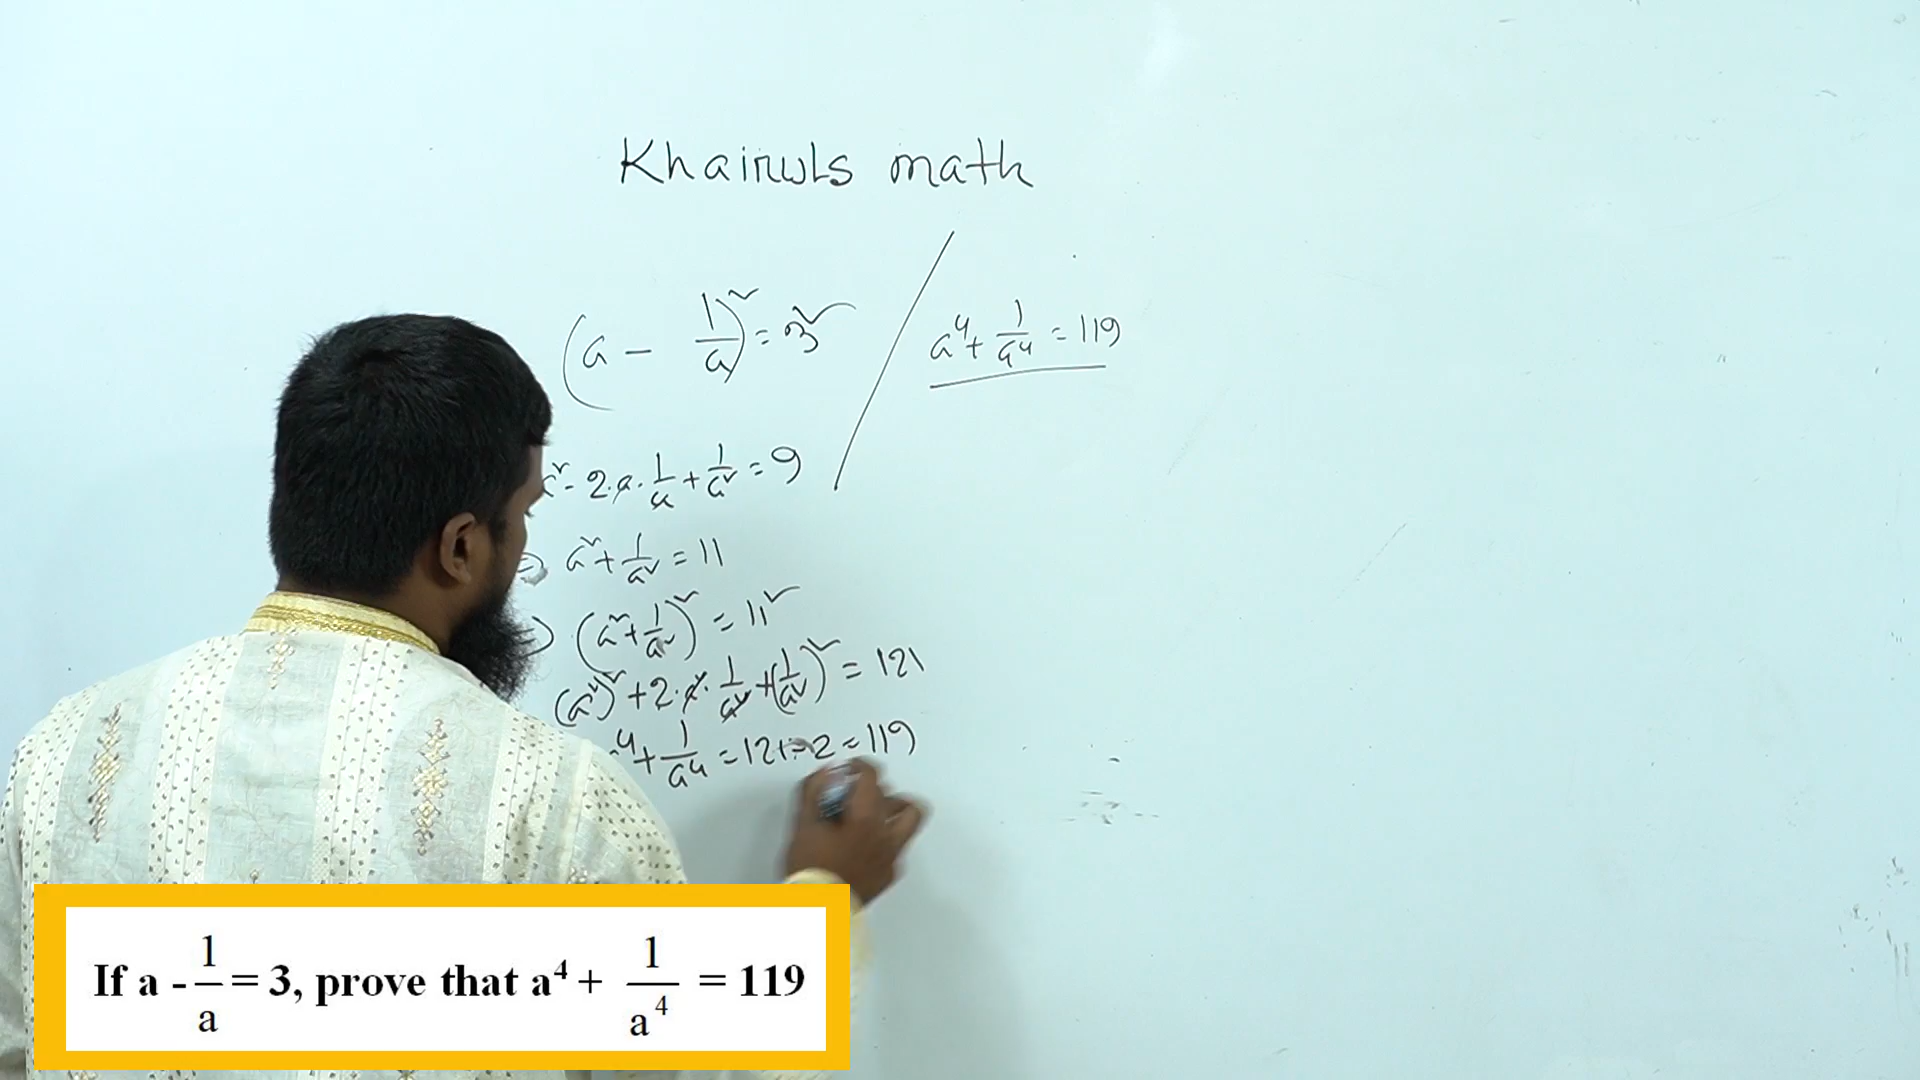 Khairuls math
(a - 1/a)² = 3²
a⁴ + 1/a⁴ = 119
a² - 2.a.1/a + 1/a² = 9
⇒ a² + 1/a² = 11
⇒ (a² + 1/a²)² = 11²
(a²)² + 2.a².1/a² + (1/a²)² = 121
⁴ + 1/a⁴ = 121 - 2 = 119
If a - 1/a = 3, prove that a⁴ + 1/a⁴ = 119